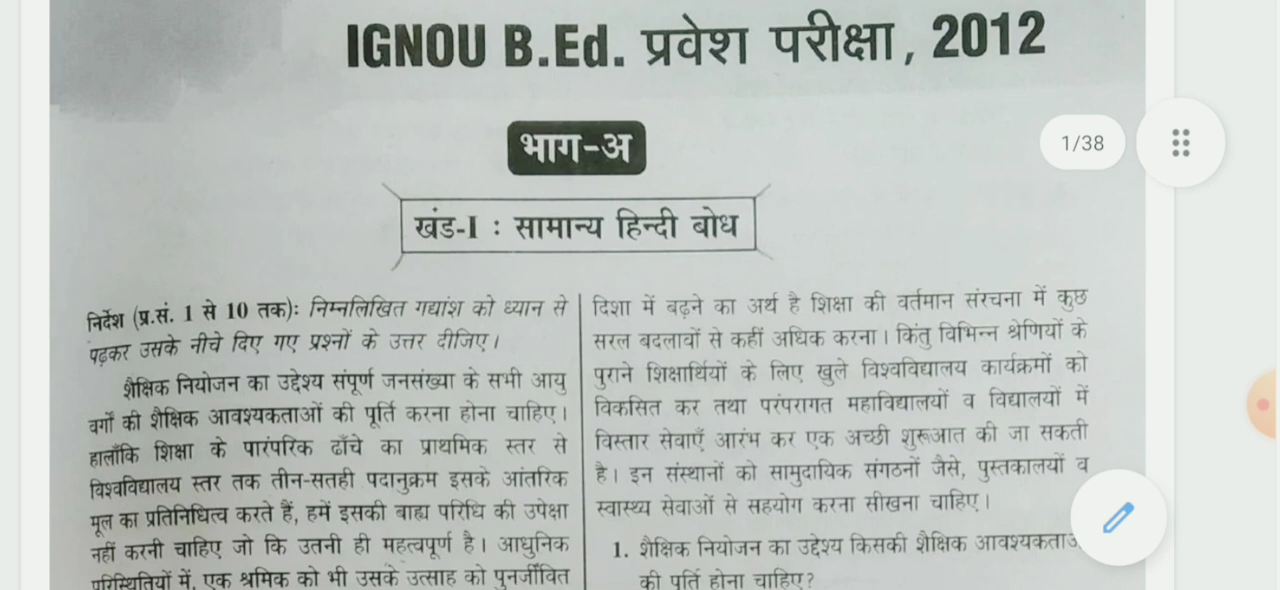 IGNOU B.Ed. प्रवेश परीक्षा, 2012
भाग-अ
1/38
खंड-I : सामान्य हिन्दी बोध
निर्देश (प्र.सं. 1 से 10 तक): निम्नलिखित गद्यांश को ध्यान से
पढ़कर उसके नीचे दिए गए प्रश्नों के उत्तर दीजिए।
शैक्षिक नियोजन का उद्देश्य संपूर्ण जनसंख्या के सभी आयु
वर्गों की शैक्षिक आवश्यकताओं की पूर्ति करना होना चाहिए।
हालाँकि शिक्षा के पारंपरिक ढाँचे का प्राथमिक स्तर से
विश्वविद्यालय स्तर तक तीन-सतही पदानुक्रम इसके आंतरिक
मूल का प्रतिनिधित्व करते हैं, हमें इसकी बाह्य परिधि की उपेक्षा
नहीं करनी चाहिए जो कि उतनी ही महत्वपूर्ण है। आधुनिक
परिस्थितियों में, एक श्रमिक को भी उसके उत्साह को पुनर्जीवित
दिशा में बढ़ने का अर्थ है शिक्षा की वर्तमान संरचना में कुछ
सरल बदलावों से कहीं अधिक करना। किंतु विभिन्न श्रेणियों के
पुराने शिक्षार्थियों के लिए खुले विश्वविद्यालय कार्यक्रमों को
विकसित कर तथा परंपरागत महाविद्यालयों व विद्यालयों में
विस्तार सेवाएँ आरंभ कर एक अच्छी शुरूआत की जा सकती
है। इन संस्थानों को सामुदायिक संगठनों जैसे, पुस्तकालयों व
स्वास्थ्य सेवाओं से सहयोग करना सीखना चाहिए।
1. शैक्षिक नियोजन का उद्देश्य किसकी शैक्षिक
की पूर्ति होना चाहिए?